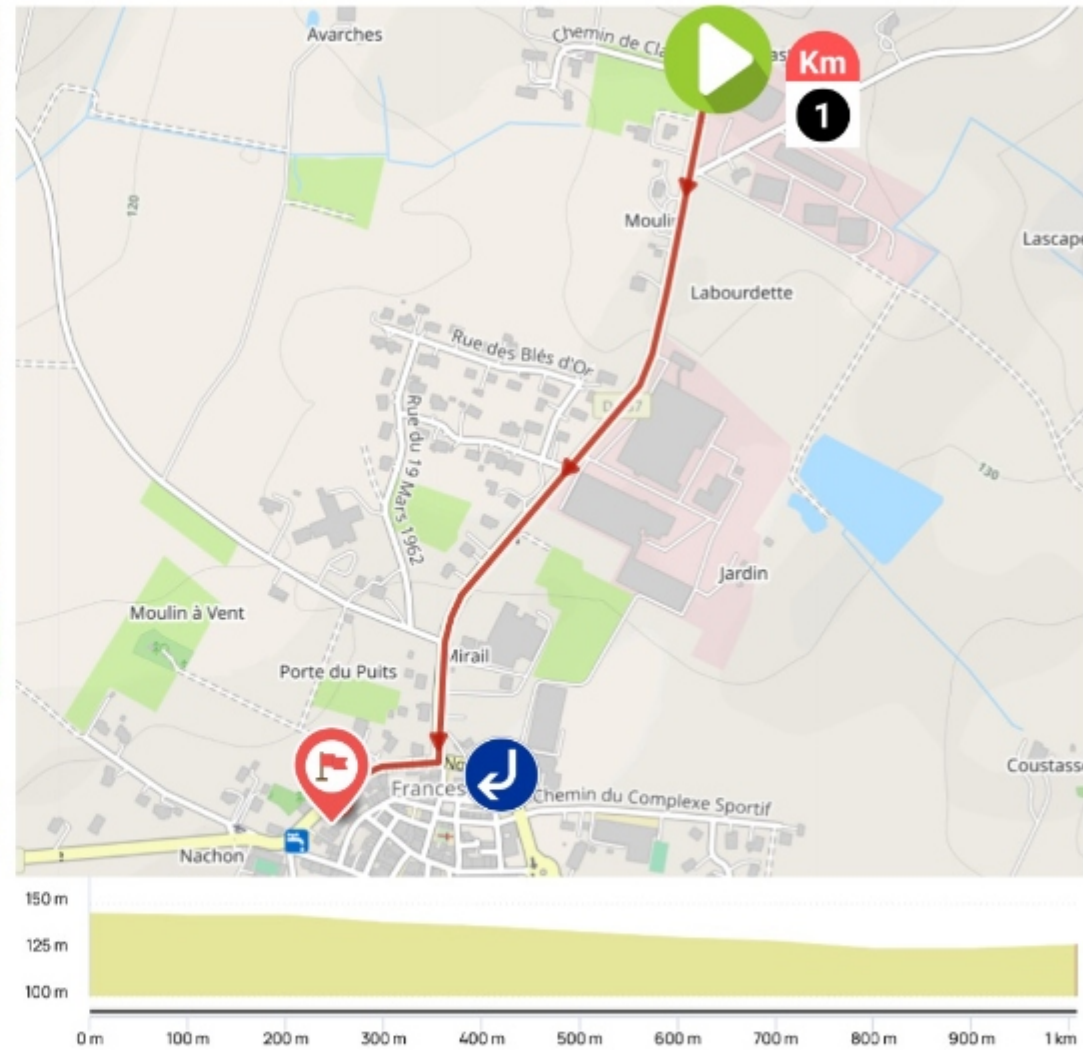 Avarches
Chemin de Cla
Km
1
120
Moulin
Lascape
Labourdette
Rue des Blés d'Or
Rue du 19 Mars 1962
130
Jardin
Moulin à Vent
Mirail
Porte du Puits
Coustasse
Frances
Chemin du Complexe Sportif
Nachon
150 m
125 m
100 m
0 m 100 m 200 m 300 m 400 m 500 m 600 m 700 m 800 m 900 m 1 km